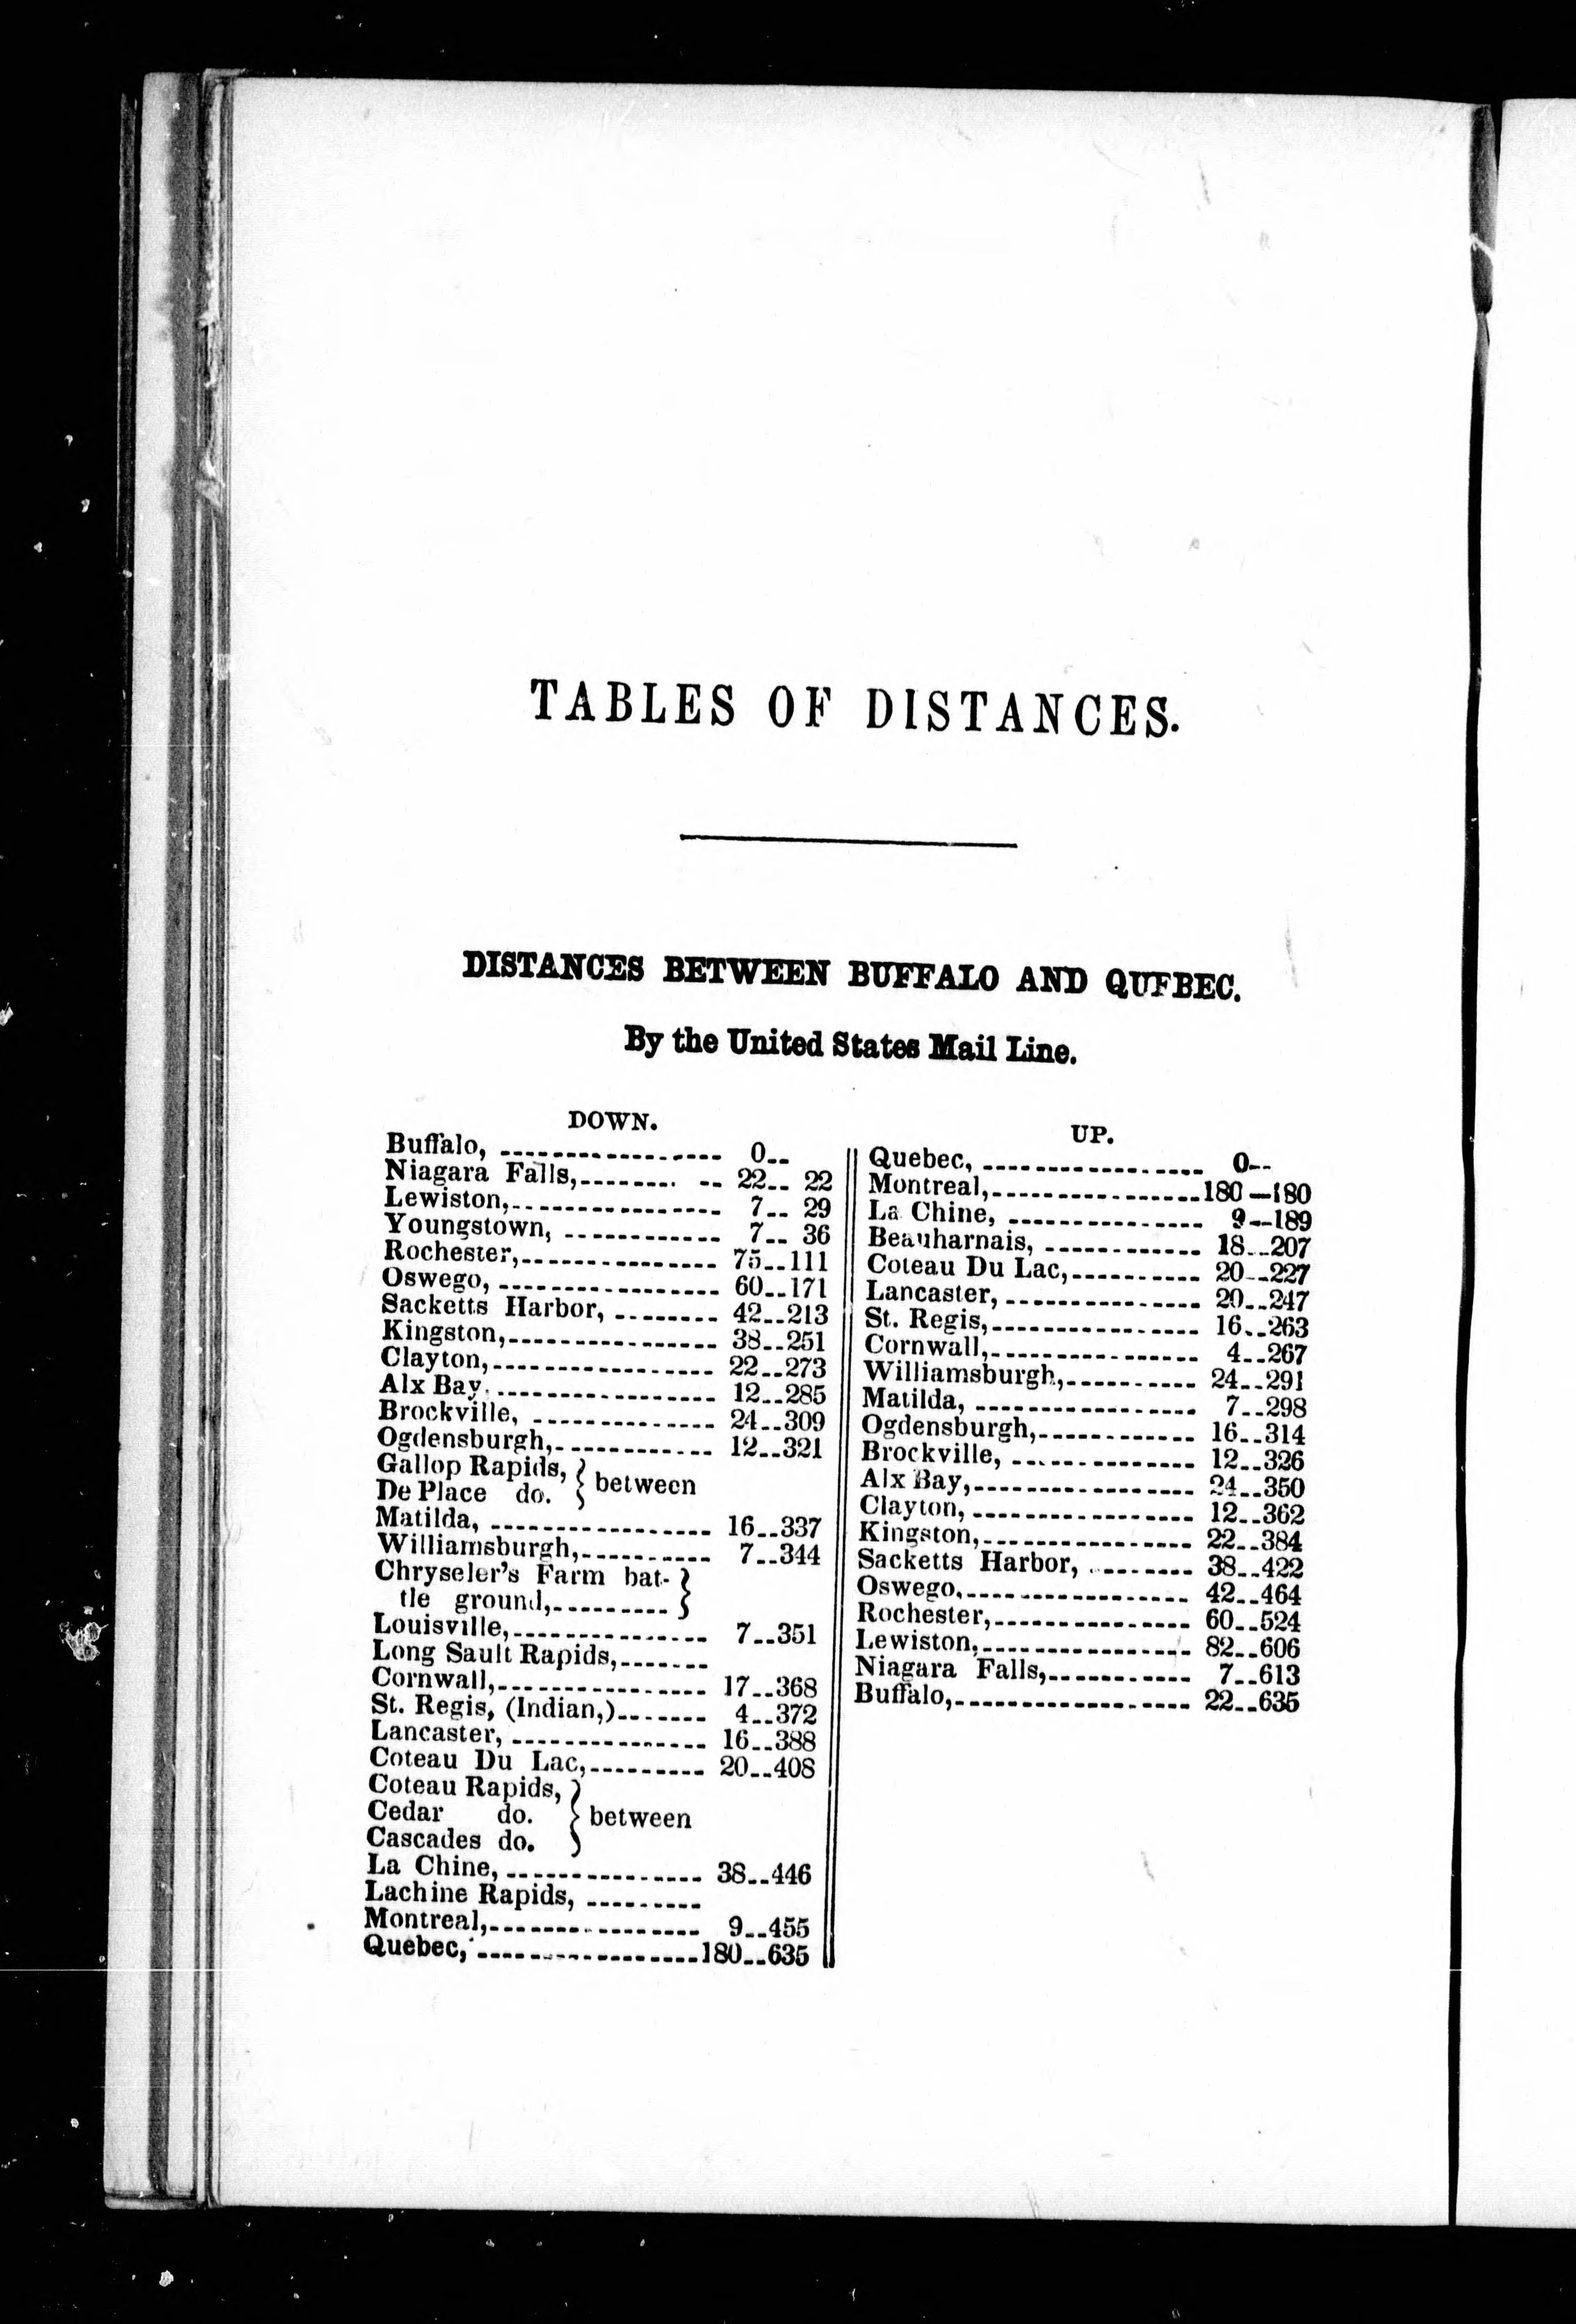 TABLES OF DISTANCES.
DISTANCES BETWEEN BUFFALO AND QUFBEC.
By the United States Mail Line.
DOWN.
Buffalo, 0..
Niagara Falls, 22.. 22
Lewiston, 7.. 29
Youngstown, 7.. 36
Rochester, 75..111
Oswego, 60..171
Sacketts Harbor, 42..213
Kingston, 38..251
Clayton, 22..273
Alx Bay. 12..285
Brockville, 24..309
Ogdensburgh, 12..321
Gallop Rapids, } between
De Place do.
Matilda, 16..337
Williamsburgh, 7..344
Chryseler's Farm bat- }
tle ground,
Louisville, 7..351
Long Sault Rapids,
Cornwall, 17..368
St. Regis, (Indian,) 4..372
Lancaster, 16..388
Coteau Du Lac, 20..408
Coteau Rapids, }
Cedar do. } between
Cascades do.
La Chine, 38..446
Lachine Rapids,
Montreal, 9..455
Quebec, 180..635
UP.
Quebec, 0..
Montreal, 180..180
La Chine, 9..189
Beauharnais, 18..207
Coteau Du Lac, 20..227
Lancaster, 20..247
St. Regis, 16..263
Cornwall, 4..267
Williamsburgh, 24..291
Matilda, 7..298
Ogdensburgh, 16..314
Brockville, 12..326
Alx Bay, 24..350
Clayton, 12..362
Kingston, 22..384
Sacketts Harbor, 38..422
Oswego, 42..464
Rochester, 60..524
Lewiston, 82..606
Niagara Falls, 7..613
Buffalo, 22..635